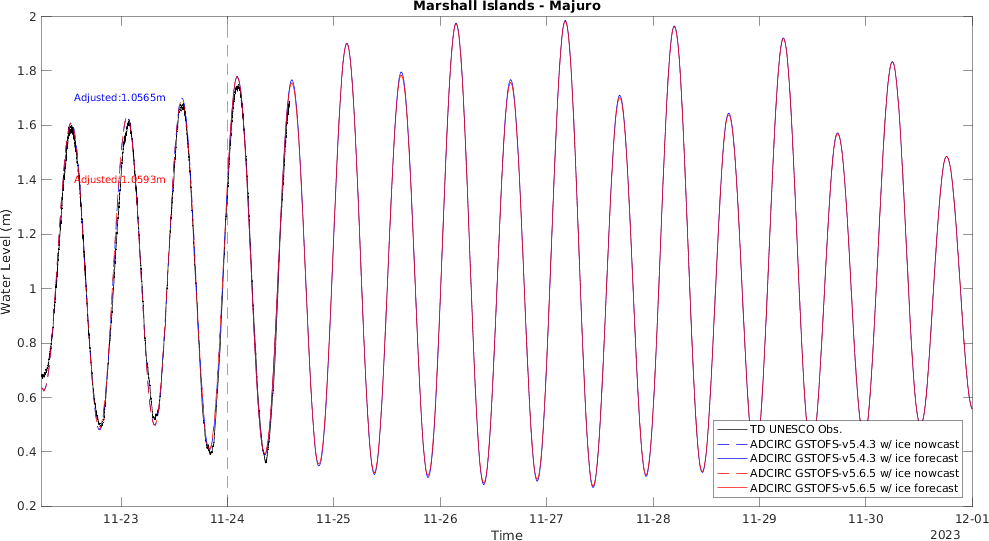 Marshall Islands - Majuro
2
1.8
1.6
1.4
1.2
1
0.8
0.6
0.4
0.2
Water Level (m)
Adjusted:1.0565m
Adjusted:1.0593m
TD UNESCO Obs.
ADCIRC GSTOFS-v5.4.3 w/ ice nowcast
ADCIRC GSTOFS-v5.4.3 w/ ice forecast
ADCIRC GSTOFS-v5.6.5 w/ ice nowcast
ADCIRC GSTOFS-v5.6.5 w/ ice forecast
11-23 11-24 11-25 11-26 11-27 11-28 11-29 11-30 12-01
Time
2023